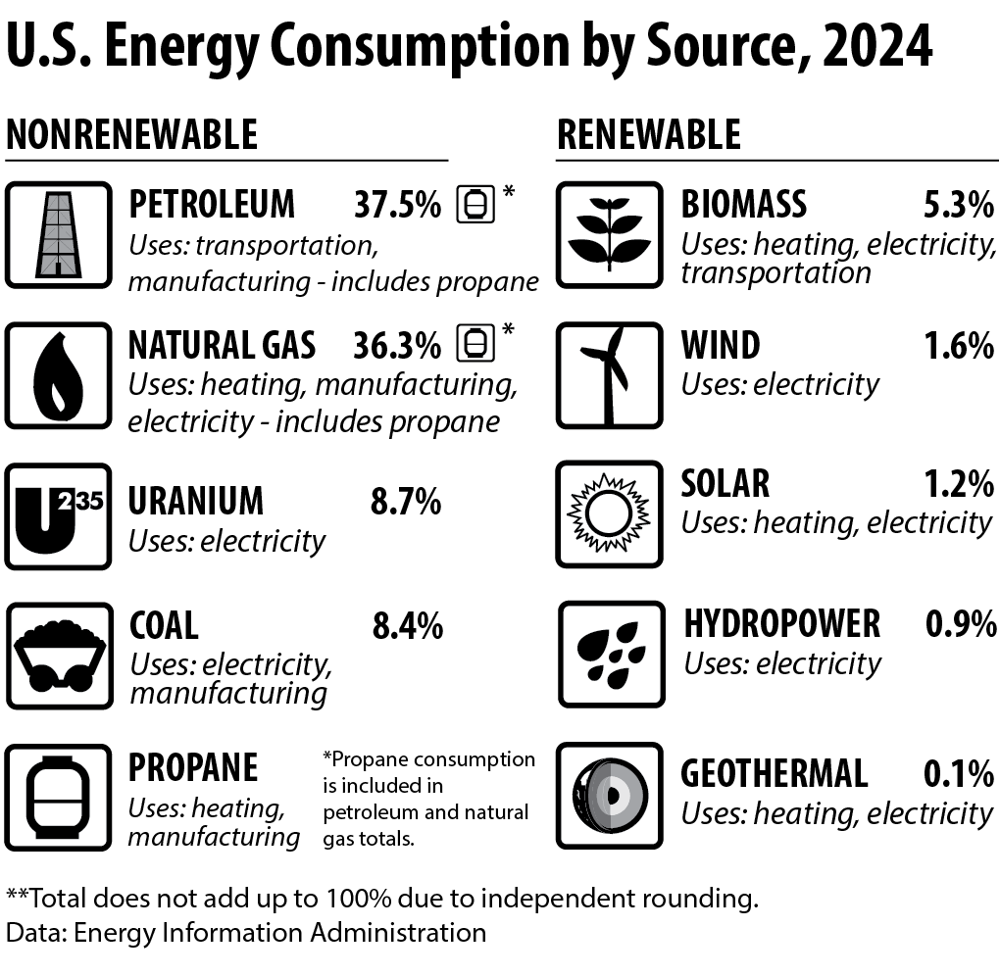 U.S. Energy Consumption by Source, 2024
NONRENEWABLE
PETROLEUM 37.5% *
Uses: transportation,
manufacturing - includes propane
NATURAL GAS 36.3% *
Uses: heating, manufacturing,
electricity - includes propane
U235
URANIUM 8.7%
Uses: electricity
COAL 8.4%
Uses: electricity,
manufacturing
PROPANE
Uses: heating,
manufacturing
*Propane consumption
is included in
petroleum and natural
gas totals.
RENEWABLE
BIOMASS 5.3%
Uses: heating, electricity,
transportation
WIND 1.6%
Uses: electricity
SOLAR 1.2%
Uses: heating, electricity
HYDROPOWER 0.9%
Uses: electricity
GEOTHERMAL 0.1%
Uses: heating, electricity
**Total does not add up to 100% due to independent rounding.
Data: Energy Information Administration